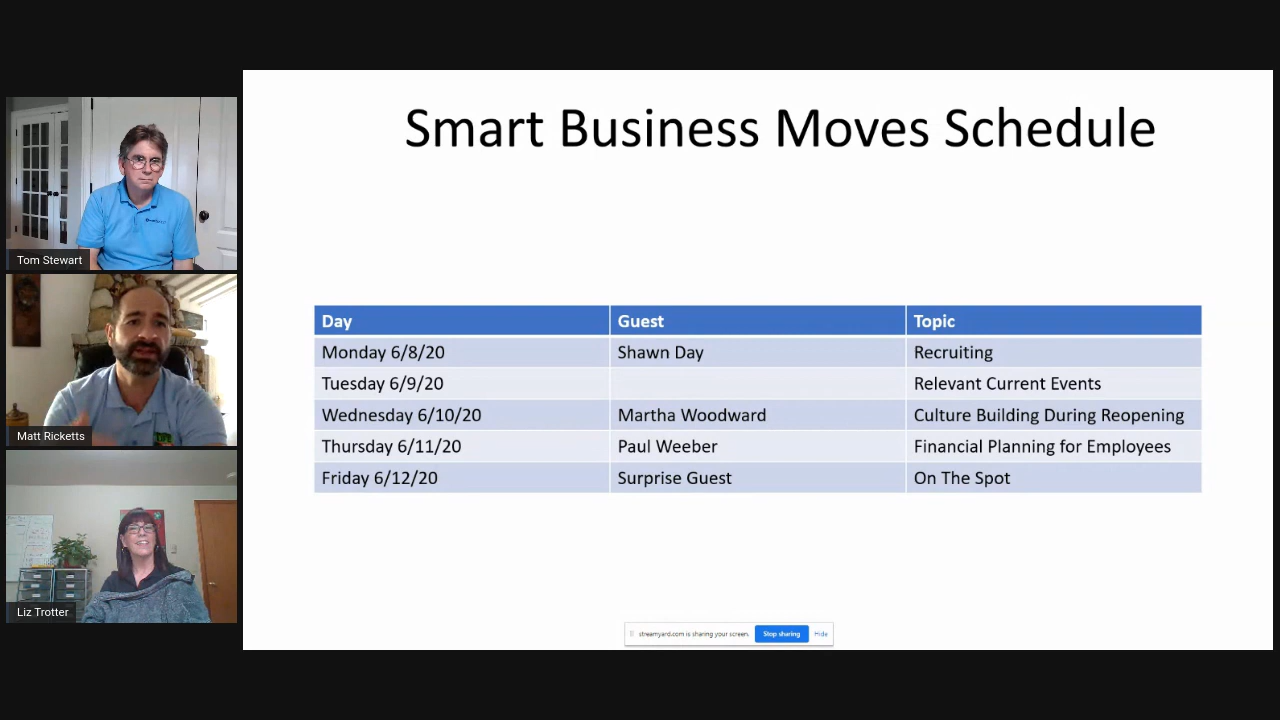 Smart Business Moves Schedule
Day Guest Topic
Monday 6/8/20 Shawn Day Recruiting
Tuesday 6/9/20 Relevant Current Events
Wednesday 6/10/20 Martha Woodward Culture Building During Reopening
Thursday 6/11/20 Paul Weeber Financial Planning for Employees
Friday 6/12/20 Surprise Guest On The Spot
Tom Stewart
Matt Ricketts
Liz Trotter
streamyard.com is sharing your screen. Stop sharing Hide